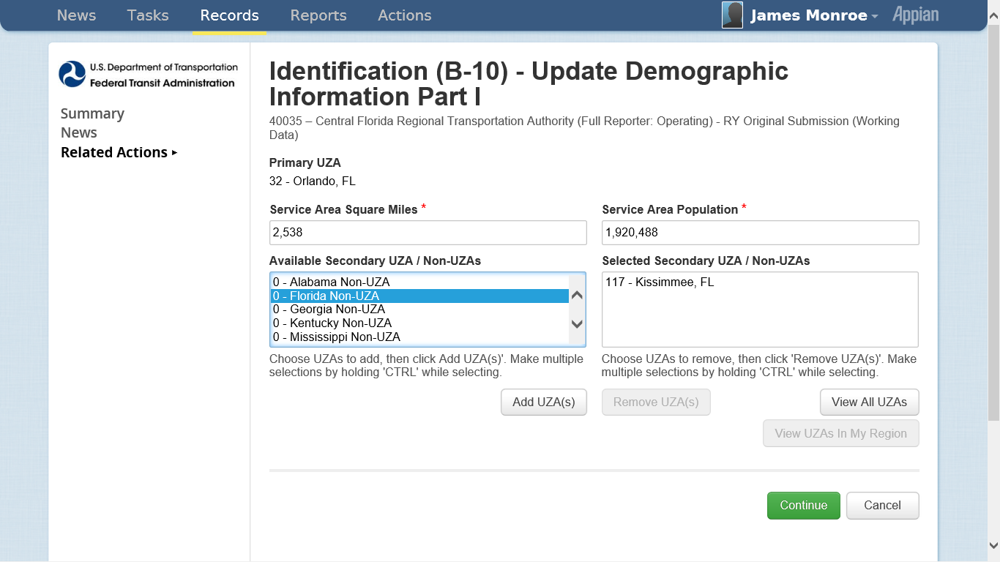 News Tasks Records Reports Actions James Monroe Appian
U.S. Department of Transportation
Federal Transit Administration
Summary
News
Related Actions
Identification (B-10) - Update Demographic
Information Part I
40035 – Central Florida Regional Transportation Authority (Full Reporter: Operating) - RY Original Submission (Working
Data)
Primary UZA
32 - Orlando, FL
Service Area Square Miles * Service Area Population *
2,538 1,920,488
Available Secondary UZA / Non-UZAs Selected Secondary UZA / Non-UZAs
0 - Alabama Non-UZA 117 - Kissimmee, FL
0 - Florida Non-UZA
0 - Georgia Non-UZA
0 - Kentucky Non-UZA
0 - Mississippi Non-UZA
Choose UZAs to add, then click Add UZA(s)'. Make multiple
selections by holding 'CTRL' while selecting.
Choose UZAs to remove, then click 'Remove UZA(s)'. Make
multiple selections by holding 'CTRL' while selecting.
Add UZA(s) Remove UZA(s) View All UZAs
View UZAs In My Region
Continue Cancel